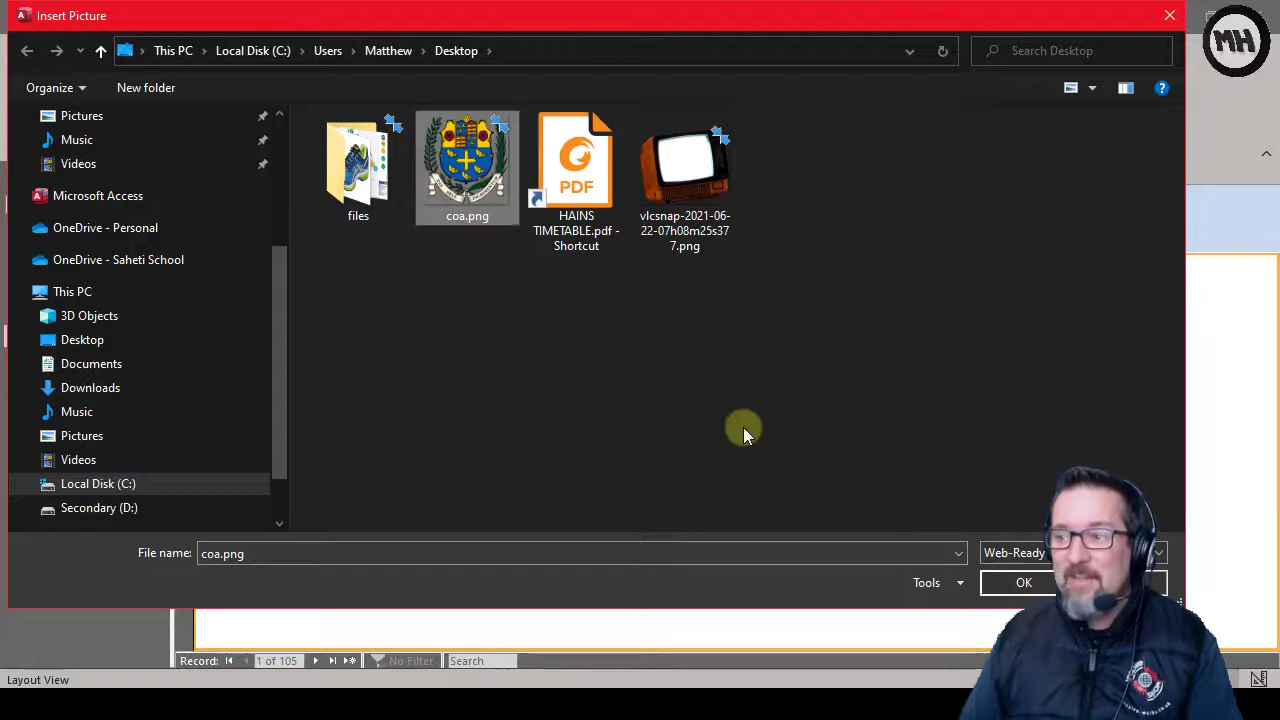 Insert Picture
MH
This PC
Local Disk (C:)
Users
Matthew
Desktop
Search Desktop
Organize
New folder
Pictures
Music
Videos
Microsoft Access
OneDrive - Personal
OneDrive - Saheti School
This PC
3D Objects
Desktop
Documents
Downloads
Music
Pictures
Videos
Local Disk (C:)
Secondary (D:)
files
coa.png
PDF
HAINS
TIMETABLE.pdf -
Shortcut
vlcsnap-2021-06-
22-07h08m25s37
7.png
File name:
coa.png
Web-Ready
Tools
OK
Record:
1 of 105
No Filter
Search
Layout View